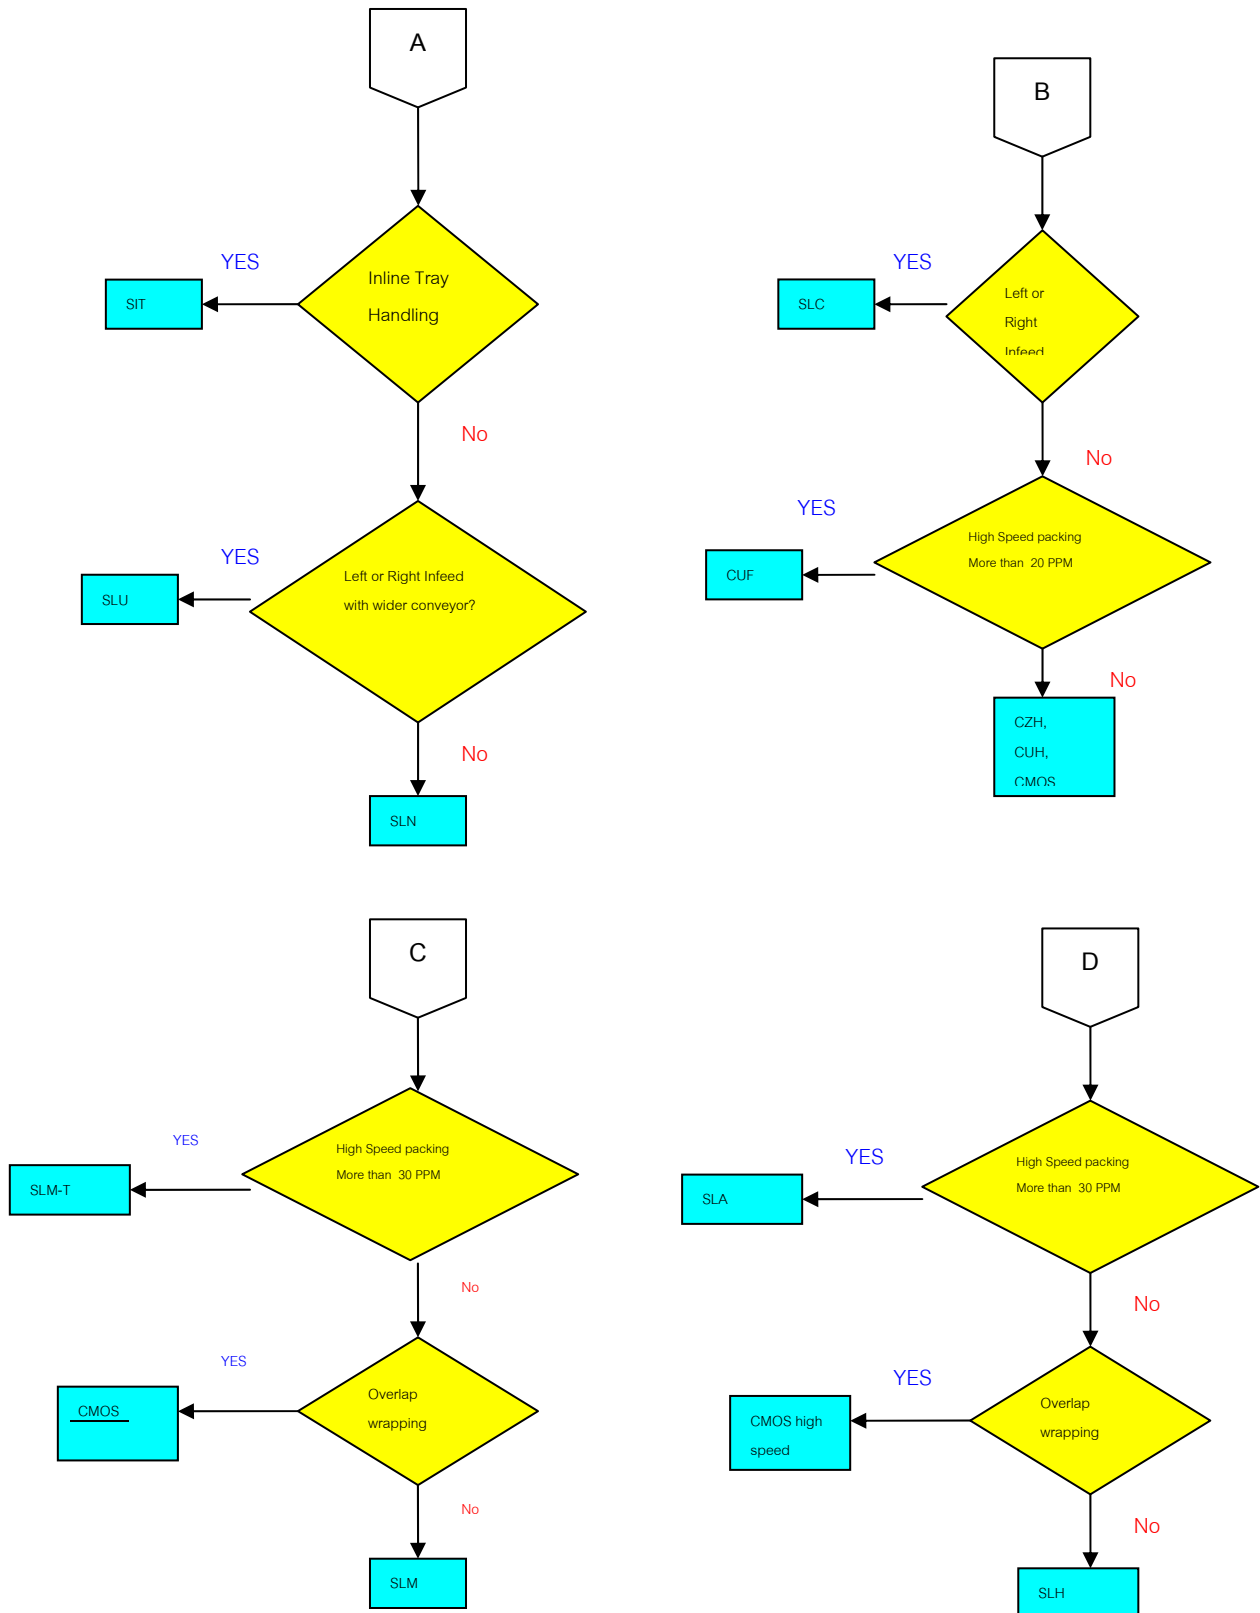 A
YES
Inline Tray
Handling
SIT
No
YES
Left or Right Infeed
with wider conveyor?
SLU
No
SLN
B
YES
Left or
Right
Infeed
SLC
No
YES
High Speed packing
More than 20 PPM
CUF
No
CZH,
CUH,
CMOS
C
YES
High Speed packing
More than 30 PPM
SLM-T
No
YES
Overlap
wrapping
CMOS
No
SLM
D
YES
High Speed packing
More than 30 PPM
SLA
No
YES
Overlap
wrapping
CMOS high
speed
No
SLH